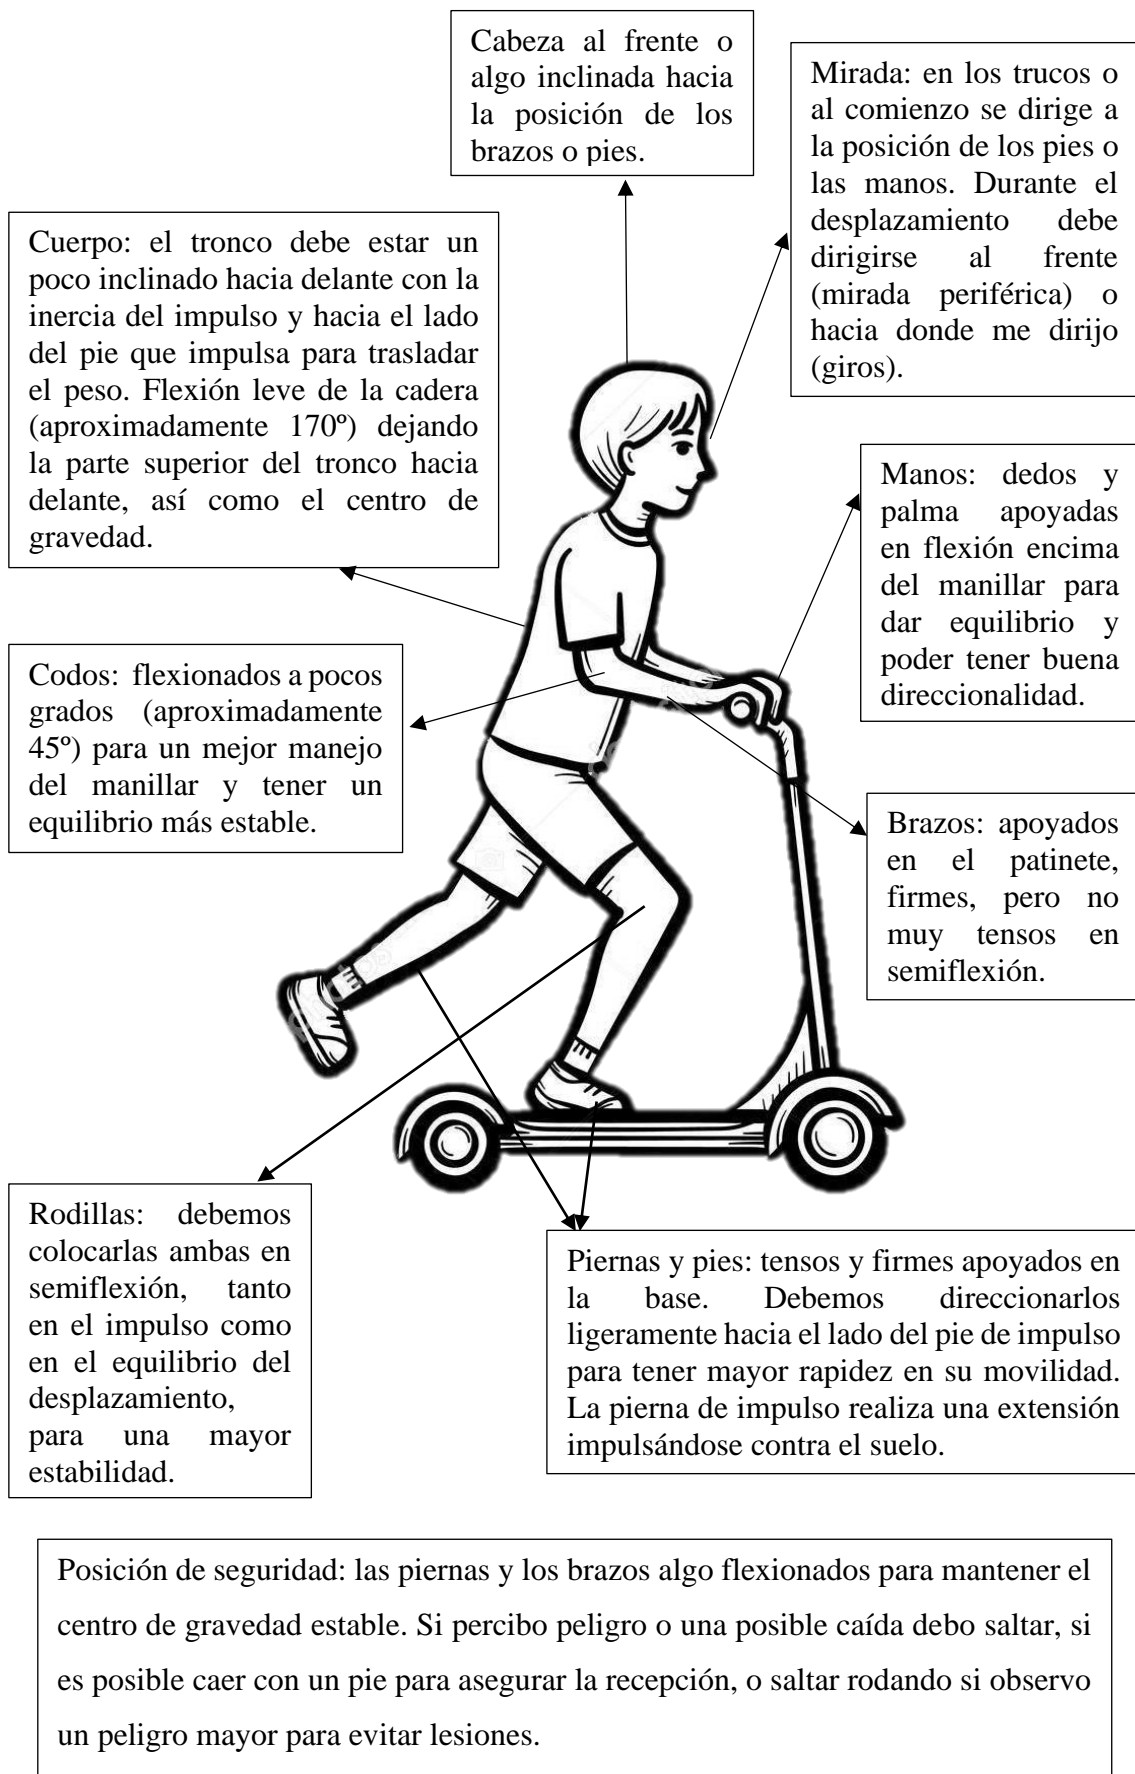 Cabeza al frente o
algo inclinada hacia
la posición de los
brazos o pies.
Mirada: en los trucos o
al comienzo se dirige a
la posición de los pies o
las manos. Durante el
desplazamiento debe
dirigirse al frente
(mirada periférica) o
hacia donde me dirijo
(giros).
Cuerpo: el tronco debe estar un
poco inclinado hacia delante con la
inercia del impulso y hacia el lado
del pie que impulsa para trasladar
el peso. Flexión leve de la cadera
(aproximadamente 170º) dejando
la parte superior del tronco hacia
delante, así como el centro de
gravedad.
Manos: dedos y
palma apoyadas
en flexión encima
del manillar para
dar equilibrio y
poder tener buena
direccionalidad.
Codos: flexionados a pocos
grados (aproximadamente
45º) para un mejor manejo
del manillar y tener un
equilibrio más estable.
Brazos: apoyados
en el patinete,
firmes, pero no
muy tensos en
semiflexión.
Rodillas: debemos
colocarlas ambas en
semiflexión, tanto
en el impulso como
en el equilibrio del
desplazamiento,
para una mayor
estabilidad.
Piernas y pies: tensos y firmes apoyados en
la base. Debemos direccionarlos
ligeramente hacia el lado del pie de impulso
para tener mayor rapidez en su movilidad.
La pierna de impulso realiza una extensión
impulsándose contra el suelo.
Posición de seguridad: las piernas y los brazos algo flexionados para mantener el
centro de gravedad estable. Si percibo peligro o una posible caída debo saltar, si
es posible caer con un pie para asegurar la recepción, o saltar rodando si observo
un peligro mayor para evitar lesiones.